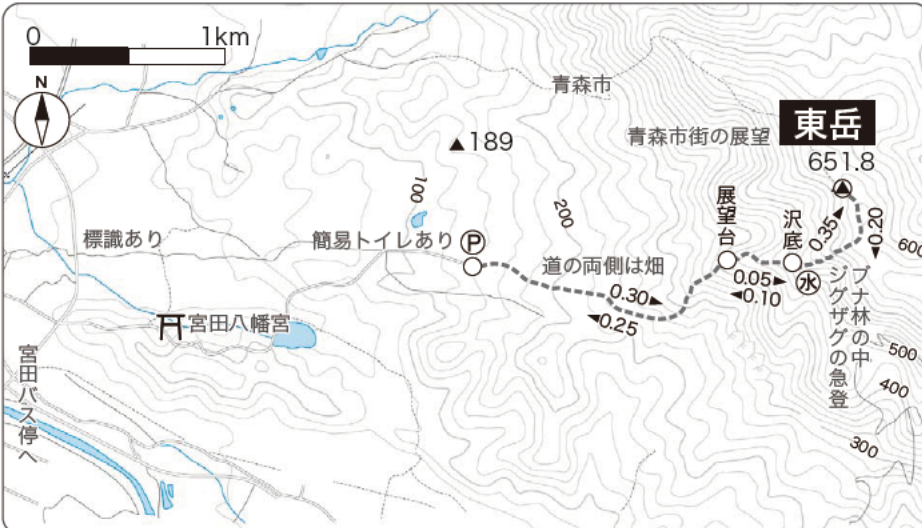 0
1km
N
青森市
東岳
651.8
青森市街の展望
▲189
100
200
展望台
沢底
0.35
0.20
600
標識あり
簡易トイレあり
P
道の両側は畑
0.30
0.25
0.05
0.10
水
ブナ林の中
ジグザグの急登
500
400
300
宮田八幡宮
宮田バス停へ